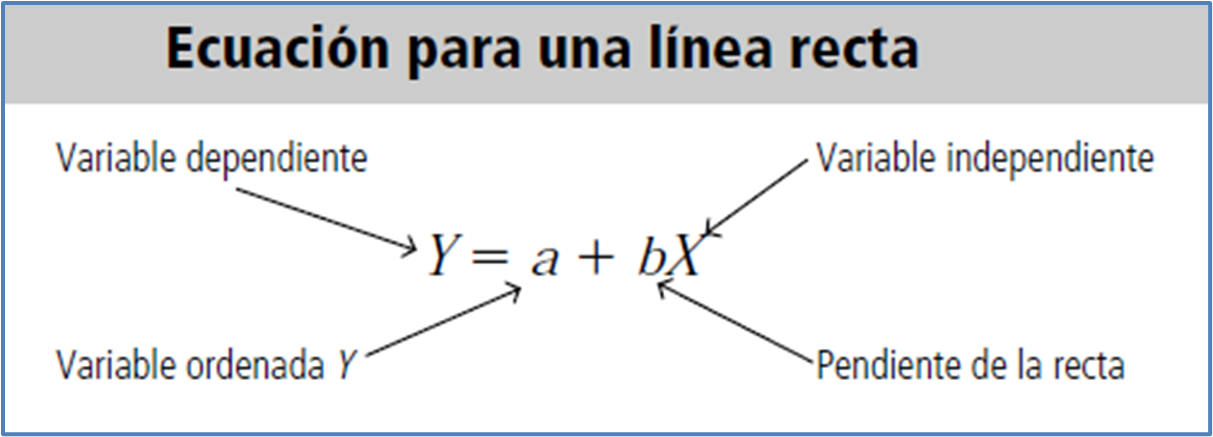 Ecuación para una línea recta
Variable dependiente
Variable independiente
Y = a + bX
Variable ordenada Y
Pendiente de la recta